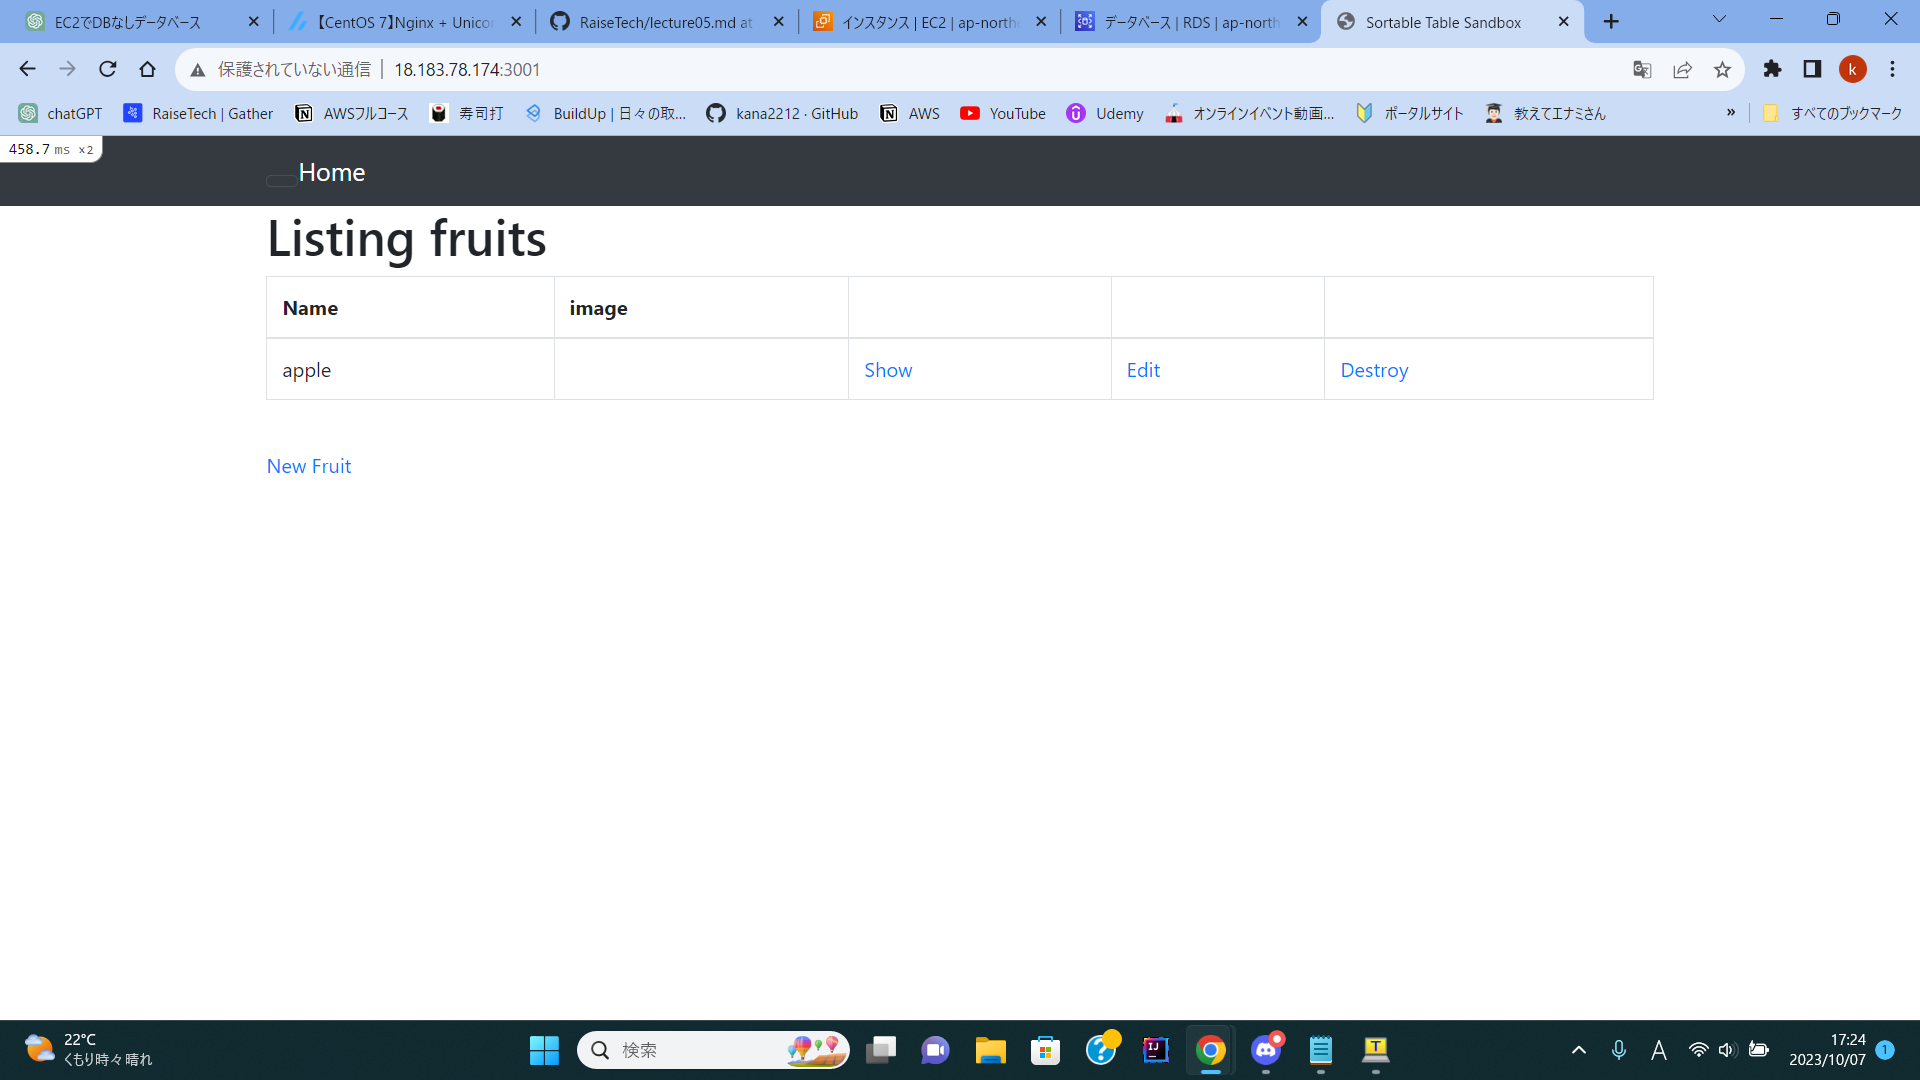 EC2でDBなしデータベース
【CentOS 7】Nginx + Unicor
RaiseTech/lecture05.md at
インスタンス | EC2 | ap-northe
データベース | RDS | ap-north
Sortable Table Sandbox
保護されていない通信 | 18.183.78.174:3001
k
chatGPT
RaiseTech | Gather
AWSフルコース
寿司打
BuildUp | 日々の取...
kana2212 · GitHub
AWS
YouTube
Udemy
オンラインイベント動画...
ポータルサイト
教えてエナミさん
»
すべてのブックマーク
458.7 ms ×2
Home
Listing fruits
Name image
apple Show Edit Destroy
New Fruit
22°C
くもり時々晴れ
検索
A
17:24
2023/10/07
1